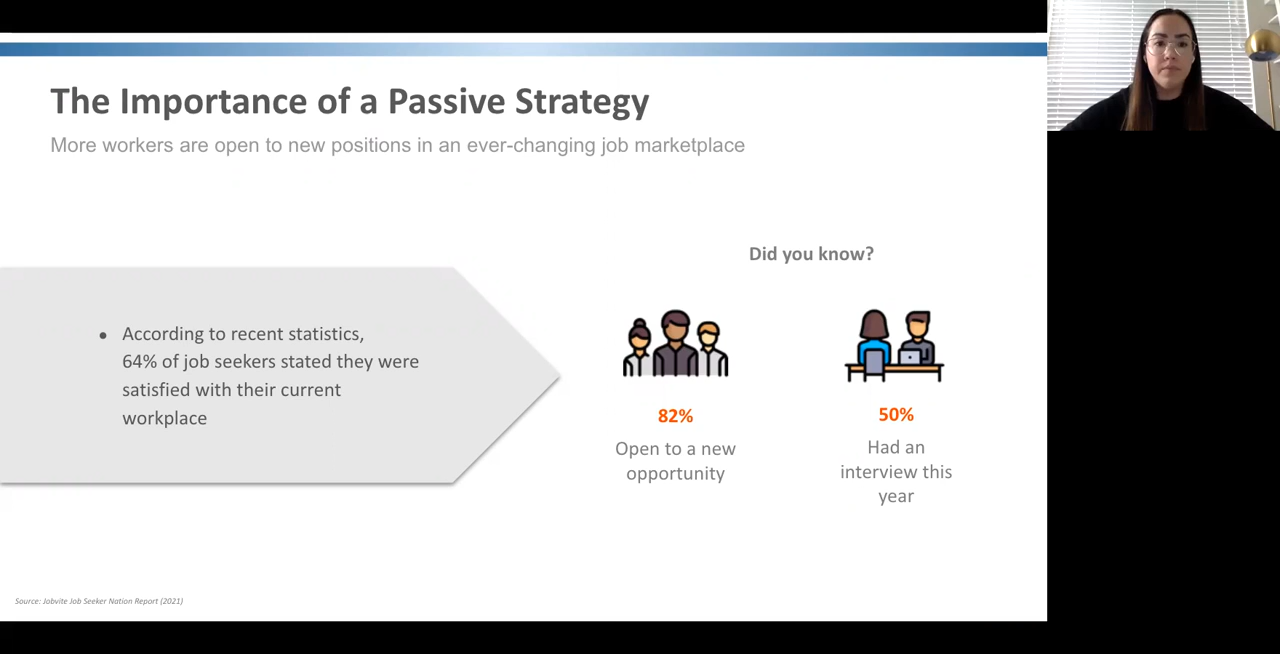 The Importance of a Passive Strategy
More workers are open to new positions in an ever-changing job marketplace
• According to recent statistics,
64% of job seekers stated they were
satisfied with their current
workplace
Did you know?
82%
Open to a new
opportunity
50%
Had an
interview this
year
Source: Jobvite Job Seeker Nation Report (2021)